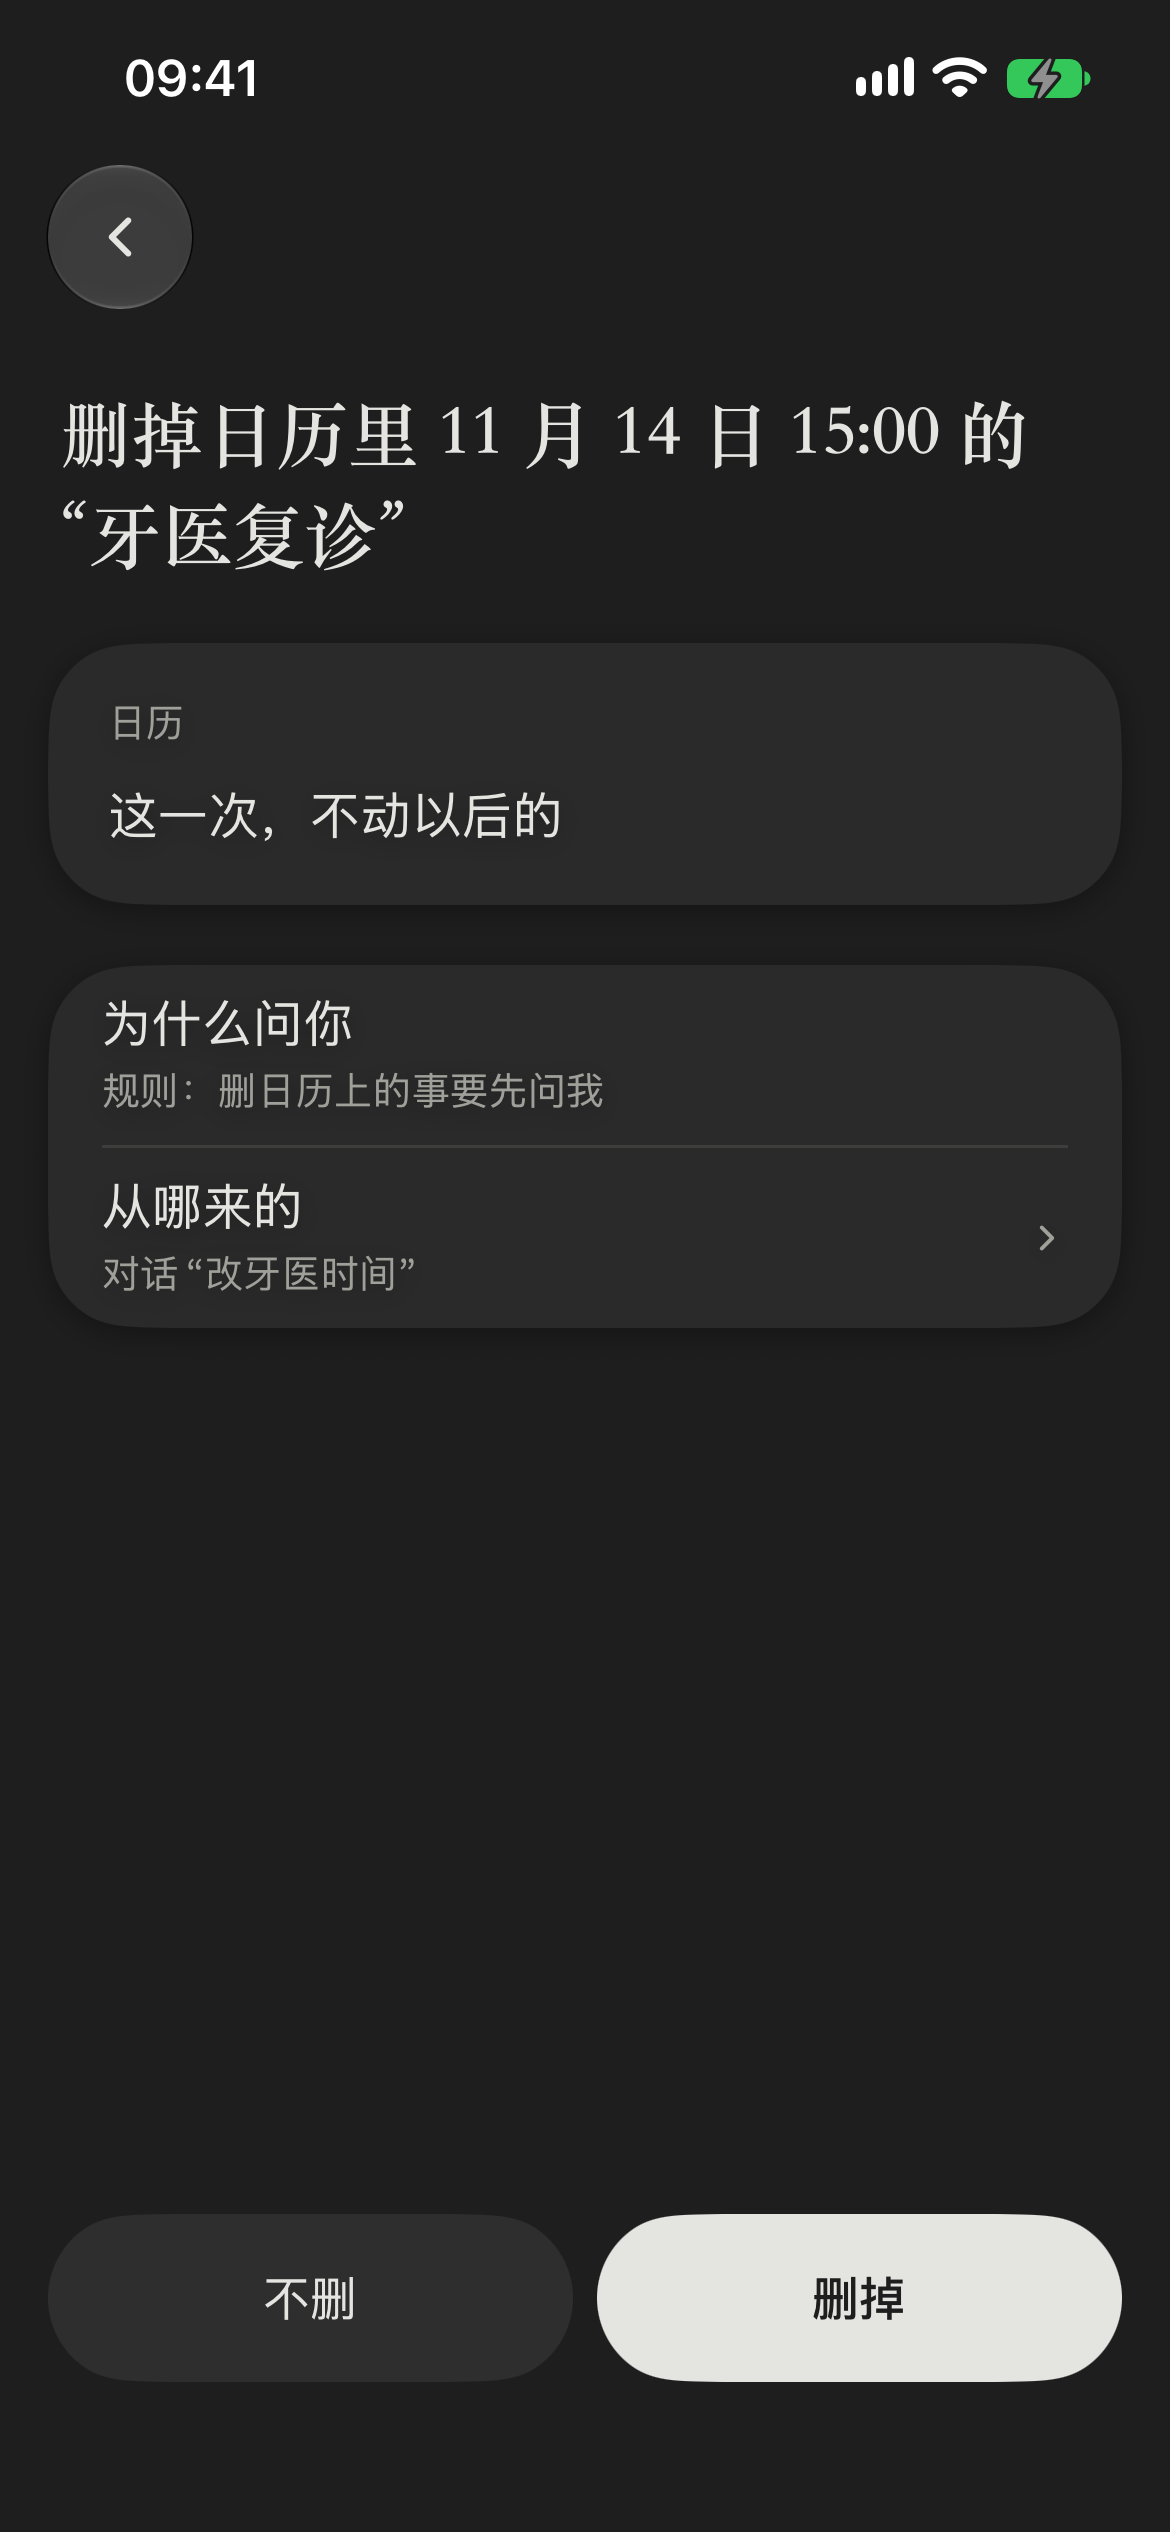 09:41
删掉日历里 11 月 14 日 15:00 的
“牙医复诊”
日历
这一次，不动以后的
为什么问你
规则：删日历上的事要先问我
从哪来的
对话“改牙医时间”
不删
删掉